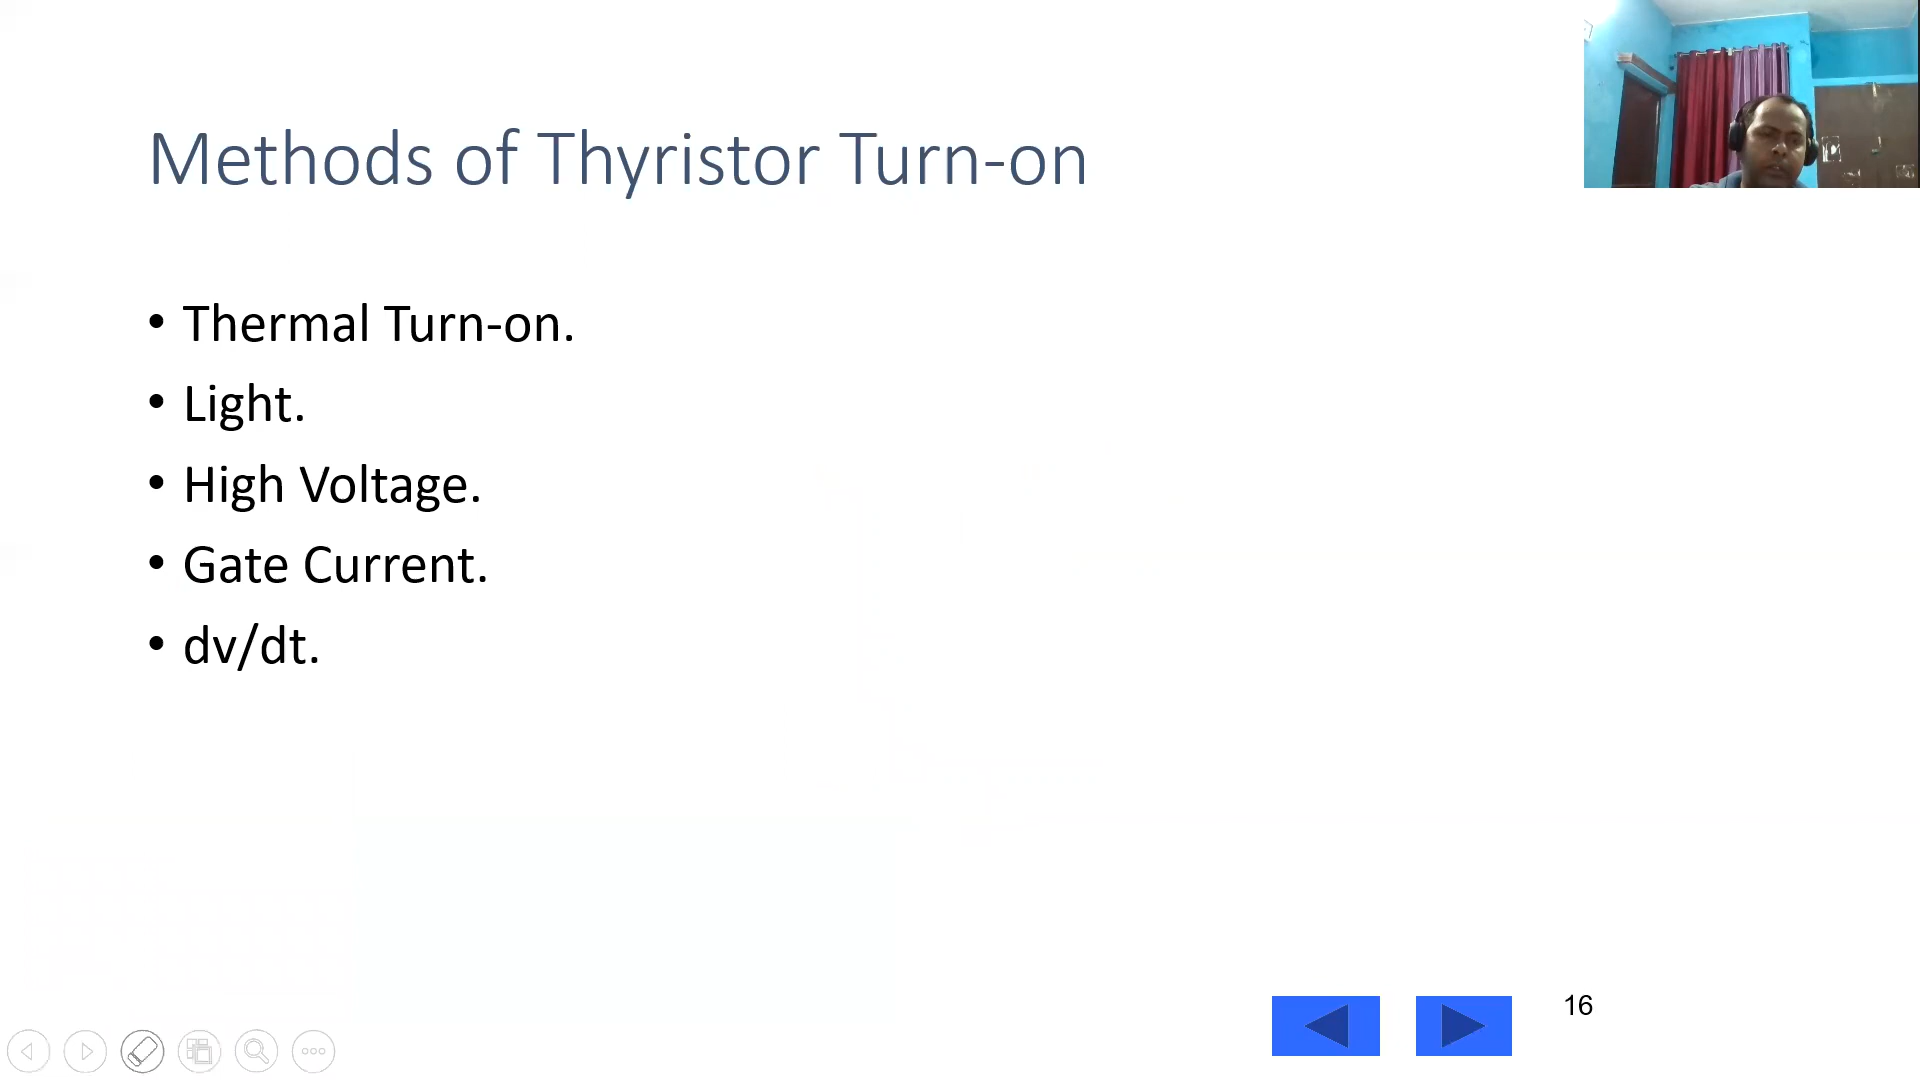 Methods of Thyristor Turn-on
• Thermal Turn-on.
• Light.
• High Voltage.
• Gate Current.
• dv/dt.
16